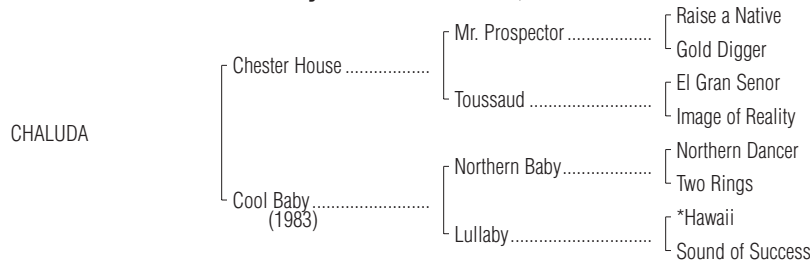 Raise a Native
Mr. Prospector ..................
Gold Digger
Chester House ..................
El Gran Senor
Toussaud ..........................
Image of Reality
CHALUDA
Northern Dancer
Northern Baby...................
Two Rings
Cool Baby.........................
(1983)
*Hawaii
Lullaby..............................
Sound of Success